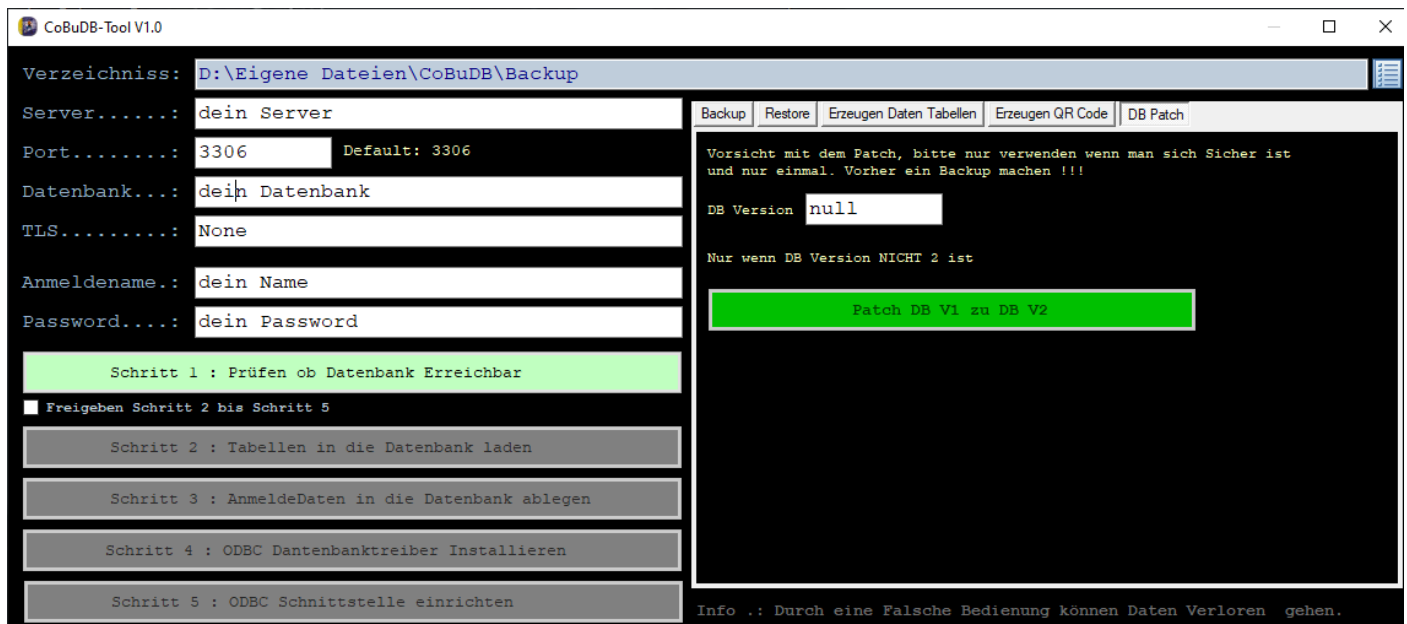 CoBuDB-Tool V1.0
Verzeichniss: D:\Eigene Dateien\CoBuDB\Backup
Server......: dein Server
Port........: 3306 Default: 3306
Datenbank...: dein Datenbank
TLS.........: None
Anmeldename.: dein Name
Password....: dein Password
Schritt 1 : Prüfen ob Datenbank Erreichbar
Freigeben Schritt 2 bis Schritt 5
Schritt 2 : Tabellen in die Datenbank laden
Schritt 3 : AnmeldeDaten in die Datenbank ablegen
Schritt 4 : ODBC Dantenbanktreiber Installieren
Schritt 5 : ODBC Schnittstelle einrichten
Backup Restore Erzeugen Daten Tabellen Erzeugen QR Code DB Patch
Vorsicht mit dem Patch, bitte nur verwenden wenn man sich Sicher ist
und nur einmal. Vorher ein Backup machen !!!
DB Version null
Nur wenn DB Version NICHT 2 ist
Patch DB V1 zu DB V2
Info .: Durch eine Falsche Bedienung können Daten Verloren gehen.